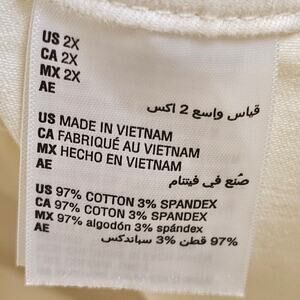 US 2X
CA 2X
MX 2X
AE
قياس واسع 2 اكس
US MADE IN VIETNAM
CA FABRIQUÉ AU VIETNAM
MX HECHO EN VIETNAM
AE
صُنع في فيتنام
US 97% COTTON 3% SPANDEX
CA 97% COTON 3% SPANDEX
MX 97% algodón 3% spándex
AE
97% قطن 3% سباندكس